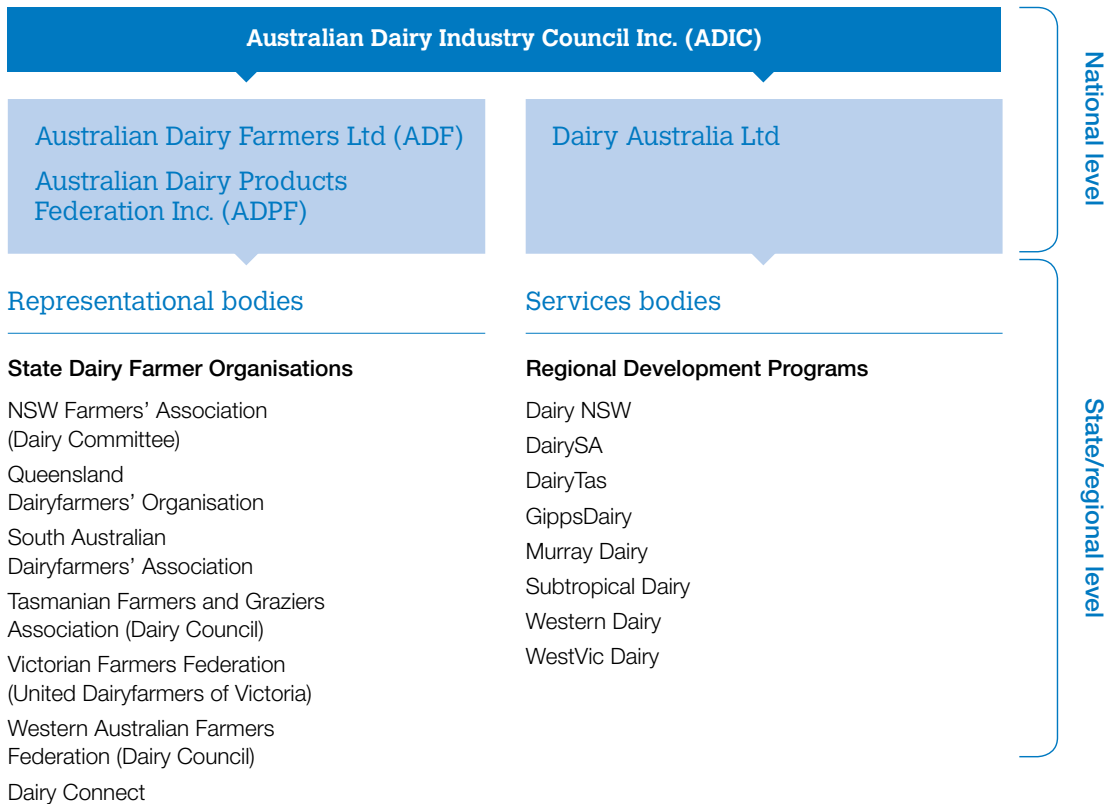 Australian Dairy Industry Council Inc. (ADIC)
Australian Dairy Farmers Ltd (ADF)
Australian Dairy Products
Federation Inc. (ADPF)
Dairy Australia Ltd
National level
Representational bodies
State Dairy Farmer Organisations
NSW Farmers’ Association
(Dairy Committee)
Queensland
Dairyfarmers’ Organisation
South Australian
Dairyfarmers’ Association
Tasmanian Farmers and Graziers
Association (Dairy Council)
Victorian Farmers Federation
(United Dairyfarmers of Victoria)
Western Australian Farmers
Federation (Dairy Council)
Dairy Connect
Services bodies
Regional Development Programs
Dairy NSW
DairySA
DairyTas
GippsDairy
Murray Dairy
Subtropical Dairy
Western Dairy
WestVic Dairy
State/regional level